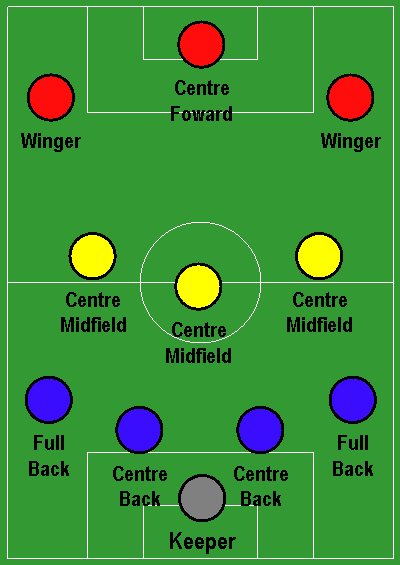 Centre
Foward
Winger
Winger
Centre
Midfield
Centre
Midfield
Centre
Midfield
Full
Back
Centre
Back
Centre
Back
Full
Back
Keeper